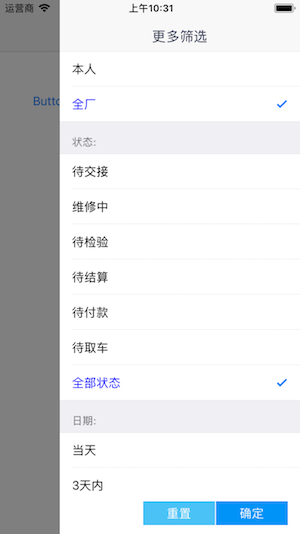 运营商 上午10:31
更多筛选
本人
Butto
全厂
状态:
待交接
维修中
待检验
待结算
待付款
待取车
全部状态
日期:
当天
3天内
重置 确定